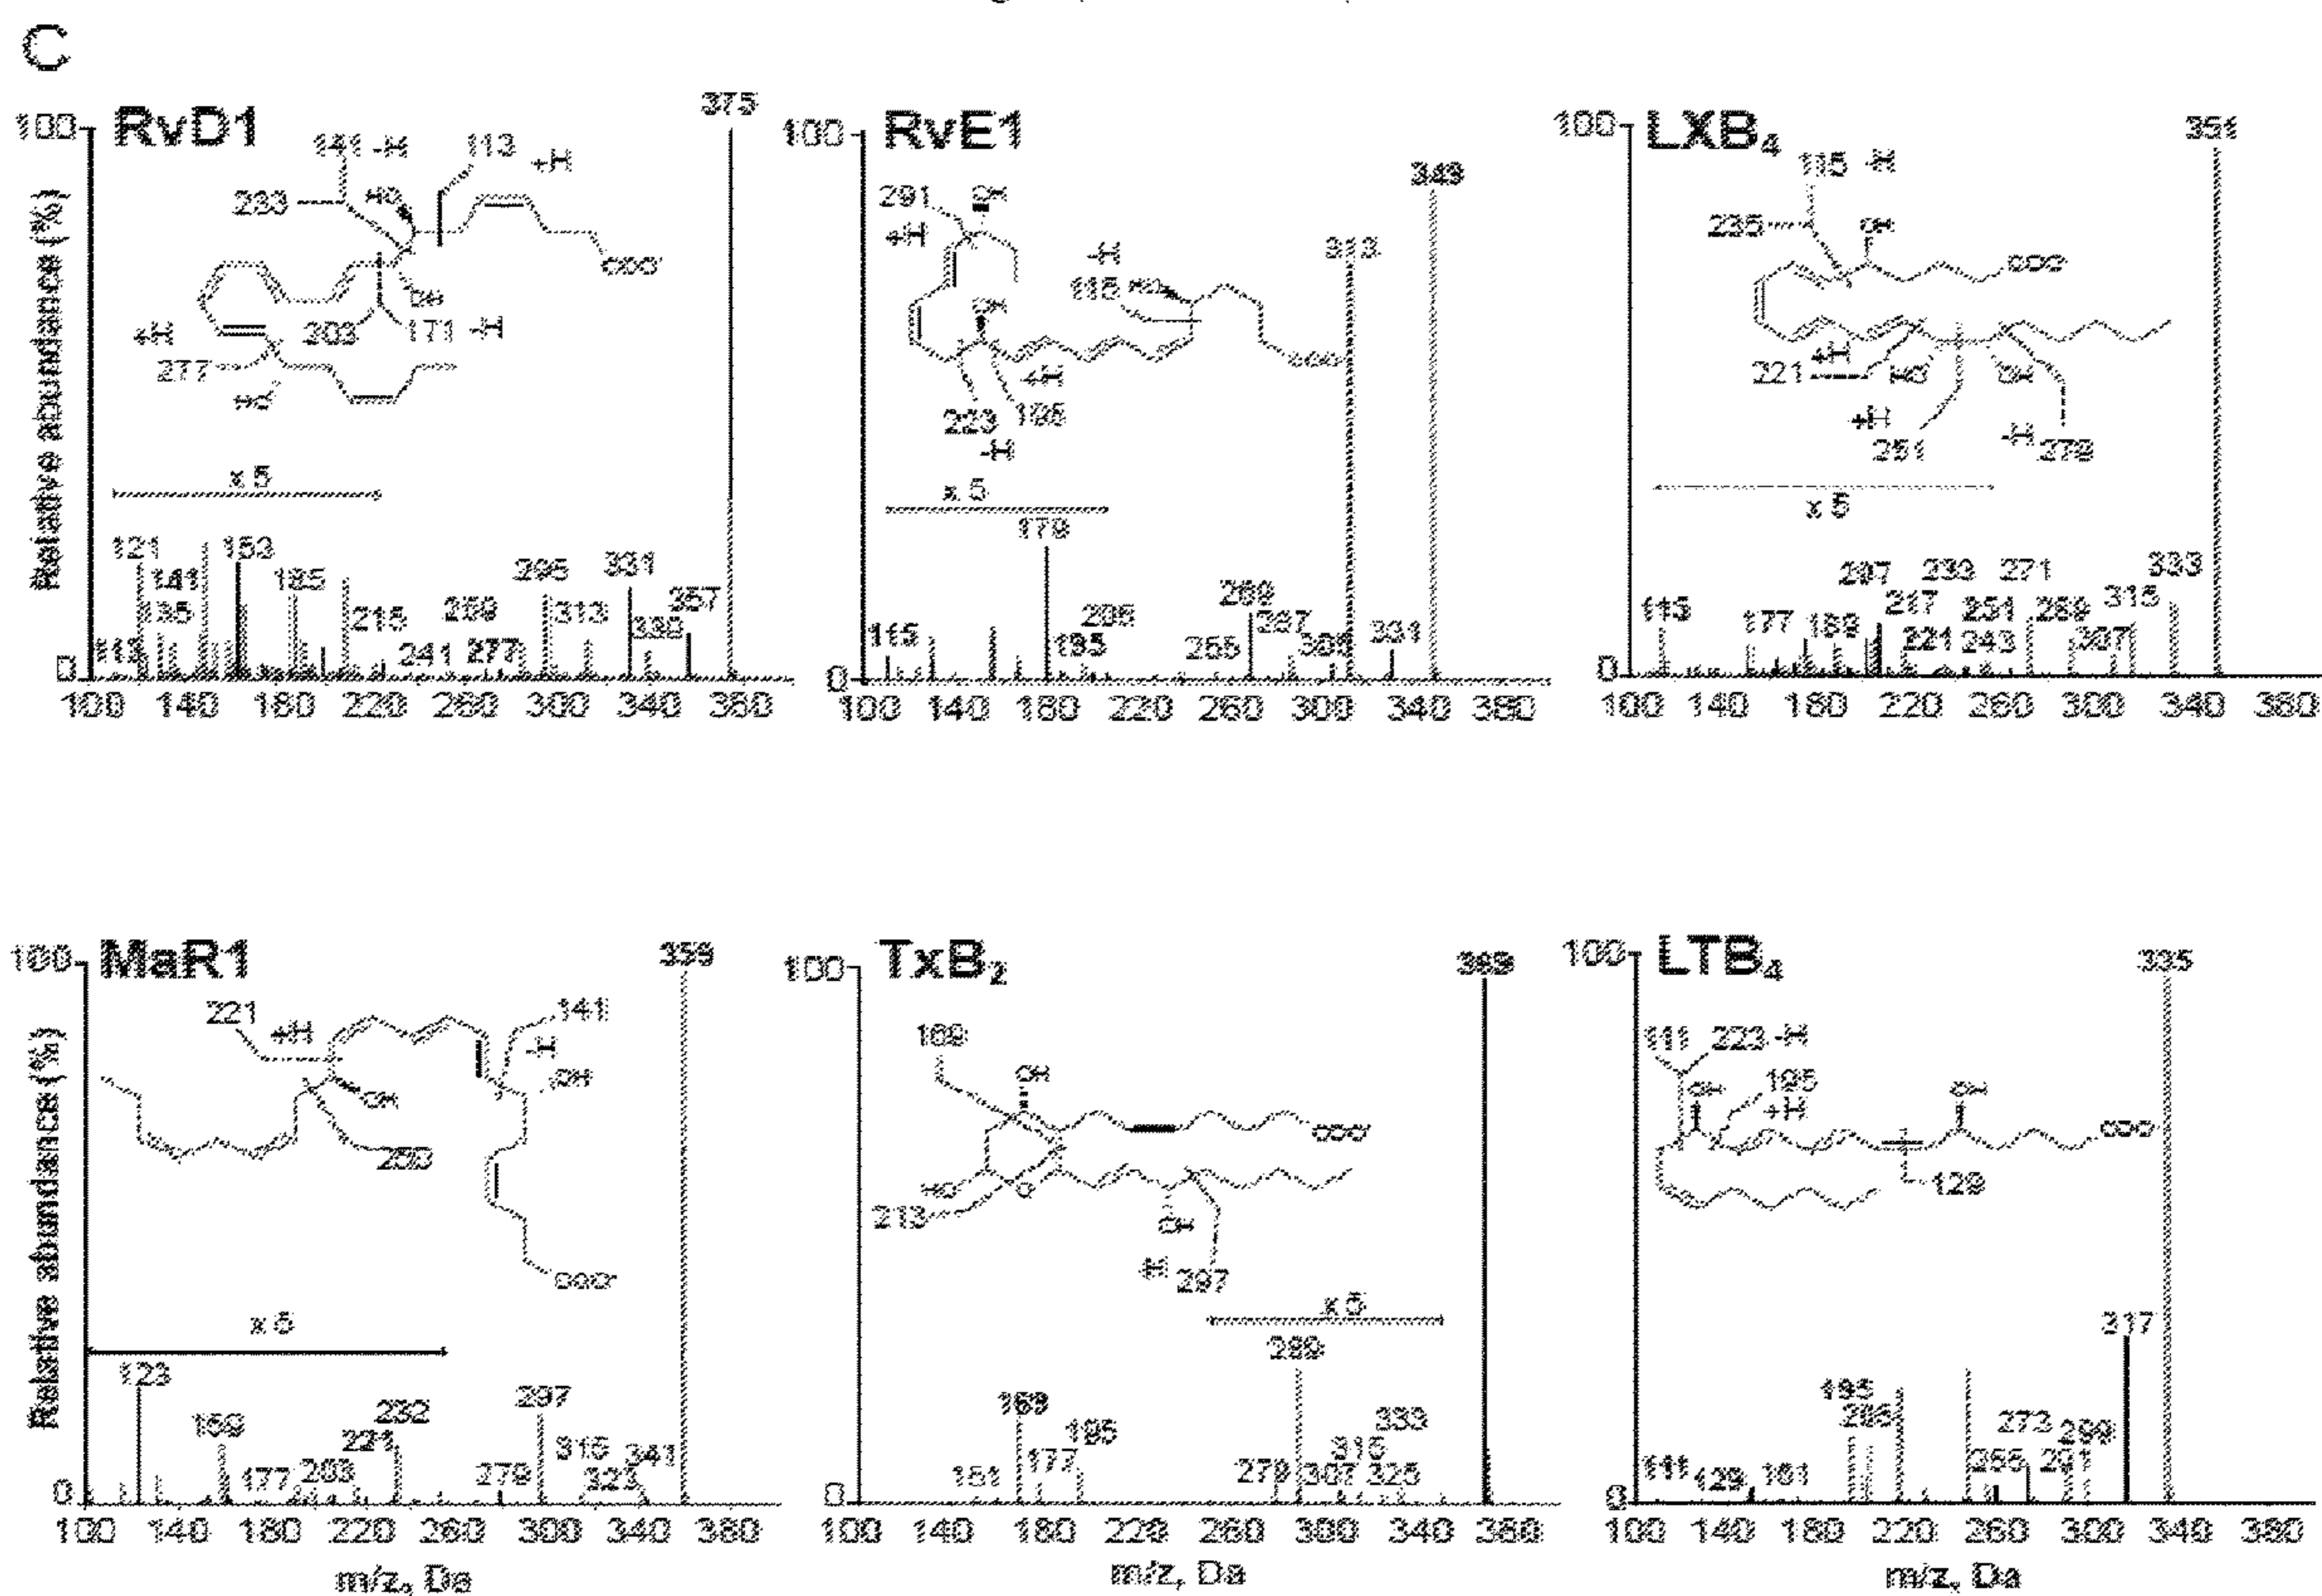 C
RvD1
375
100
141 -H
113 +H
233
HO
COO-
OH
+H
203
171 -H
277
HO
x 5
121
153
141
185
135
295
331
357
215
259
313
339
113
241
277
0
100 140 180 220 260 300 340 380
Relative abundance (%)
RvE1
100
349
291
+H
OH
313
-H
115
HO
OH
COO-
+H
223
195
-H
x 5
179
269
206
287
115
195
255
305
331
0
100 140 180 220 260 300 340 380
LXB4
100
351
115 -H
235
OH
COO-
+H
221
HO
OH
+H
251
-H 279
x 5
207 233 271
333
115
177
189
217
251
289
315
221
243
307
0
100 140 180 220 260 300 340 380
MaR1
100
359
221
+H
141
-H
OH
OH
250
COO-
x 5
123
232
297
159
221
315
341
177
203
279
323
0
100 140 180 220 260 300 340 380
m/z, Da
Relative abundance (%)
TxB2
100
369
169
OH
COO-
HO
O
213
OH
-H
297
x 5
289
169
195
333
177
315
151
279
307
325
0
100 140 180 220 260 300 340 380
m/z, Da
LTB4
100
335
111
223 -H
OH
195
+H
OH
COO-
129
317
195
206
273
299
111
129
161
255
291
0
100 140 180 220 260 300 340 380
m/z, Da